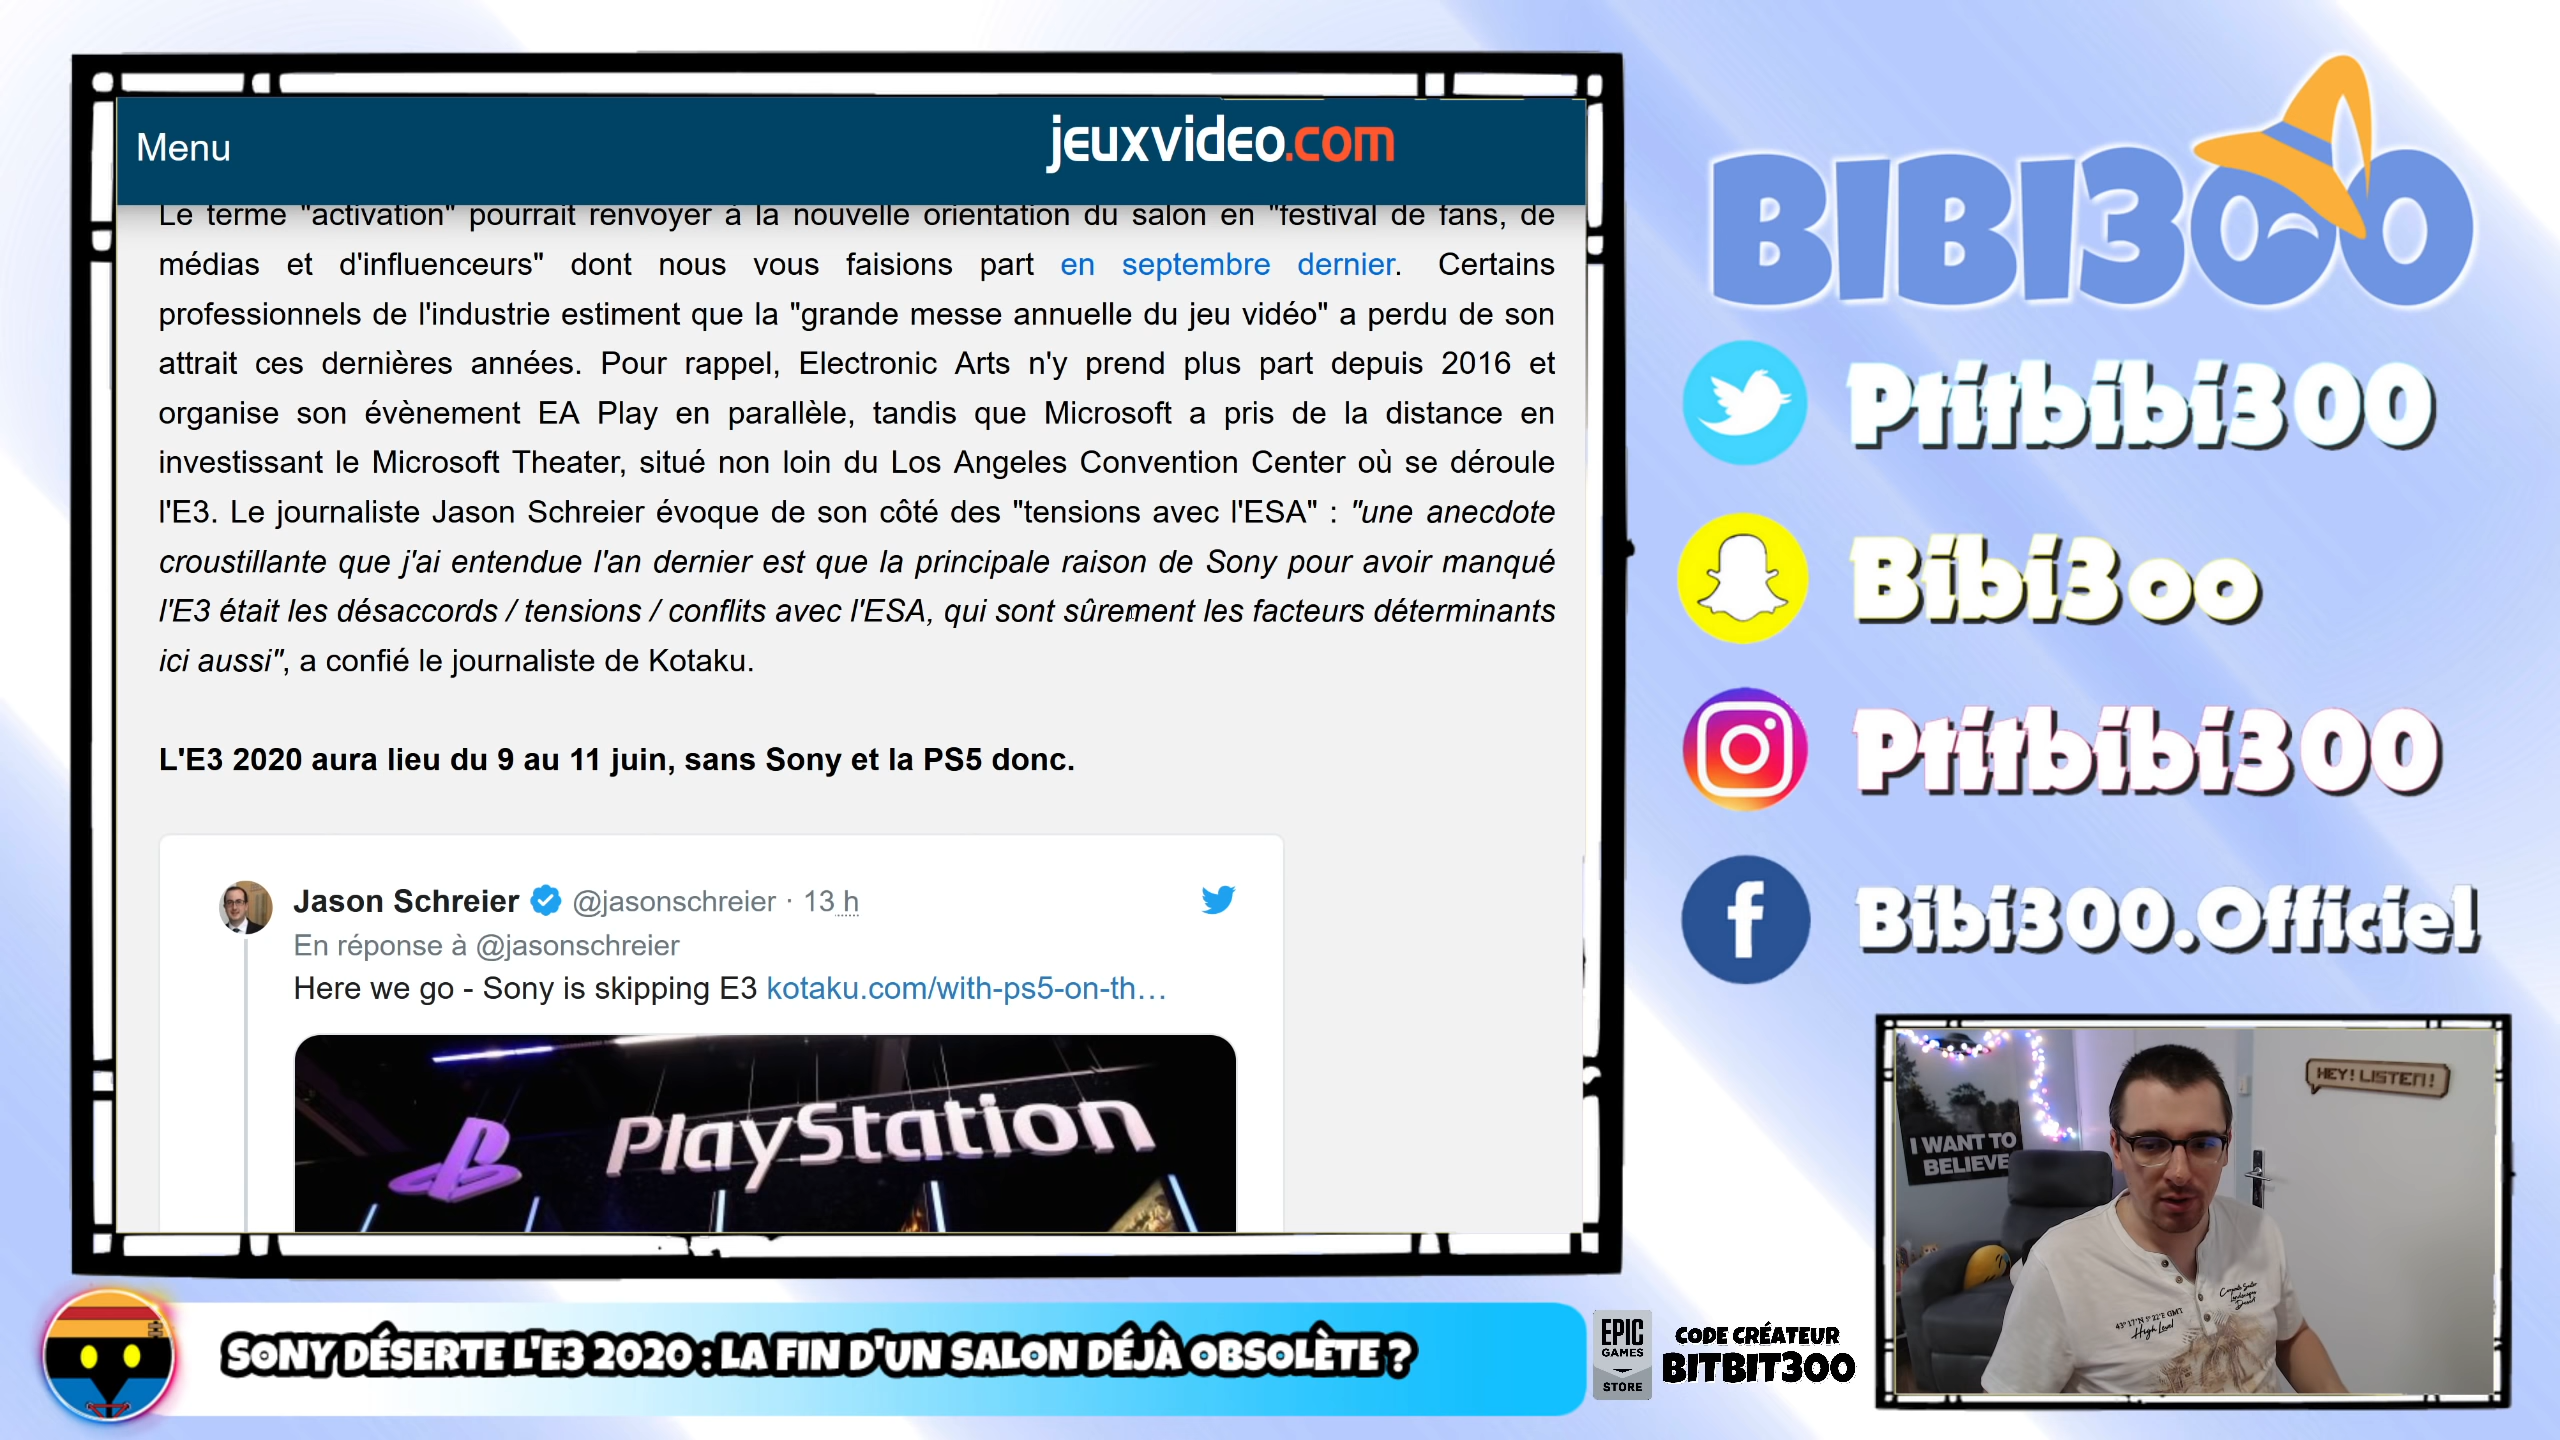 Menu
jeuxvideo.com
Le terme "activation" pourrait renvoyer à la nouvelle orientation du salon en "festival de fans, de
médias et d'influenceurs" dont nous vous faisions part en septembre dernier. Certains
professionnels de l'industrie estiment que la "grande messe annuelle du jeu vidéo" a perdu de son
attrait ces dernières années. Pour rappel, Electronic Arts n'y prend plus part depuis 2016 et
organise son évènement EA Play en parallèle, tandis que Microsoft a pris de la distance en
investissant le Microsoft Theater, situé non loin du Los Angeles Convention Center où se déroule
l'E3. Le journaliste Jason Schreier évoque de son côté des "tensions avec l'ESA" : "une anecdote
croustillante que j'ai entendue l'an dernier est que la principale raison de Sony pour avoir manqué
l'E3 était les désaccords / tensions / conflits avec l'ESA, qui sont sûrement les facteurs déterminants
ici aussi", a confié le journaliste de Kotaku.
L'E3 2020 aura lieu du 9 au 11 juin, sans Sony et la PS5 donc.
Jason Schreier @jasonschreier · 13 h
En réponse à @jasonschreier
Here we go - Sony is skipping E3 kotaku.com/with-ps5-on-th…
PlayStation
BIBI300
Ptitbibi300
Bibi3oo
Ptitbibi300
Bibi300.Officiel
HEY! LISTEN!
I WANT TO
BELIEVE
43° 17'N 5° 22'E GMT
High Level
SONY DÉSERTE L'E3 2020 : LA FIN D'UN SALON DÉJÀ OBSOLÈTE ?
EPIC
GAMES
STORE
CODE CRÉATEUR
BITBIT300